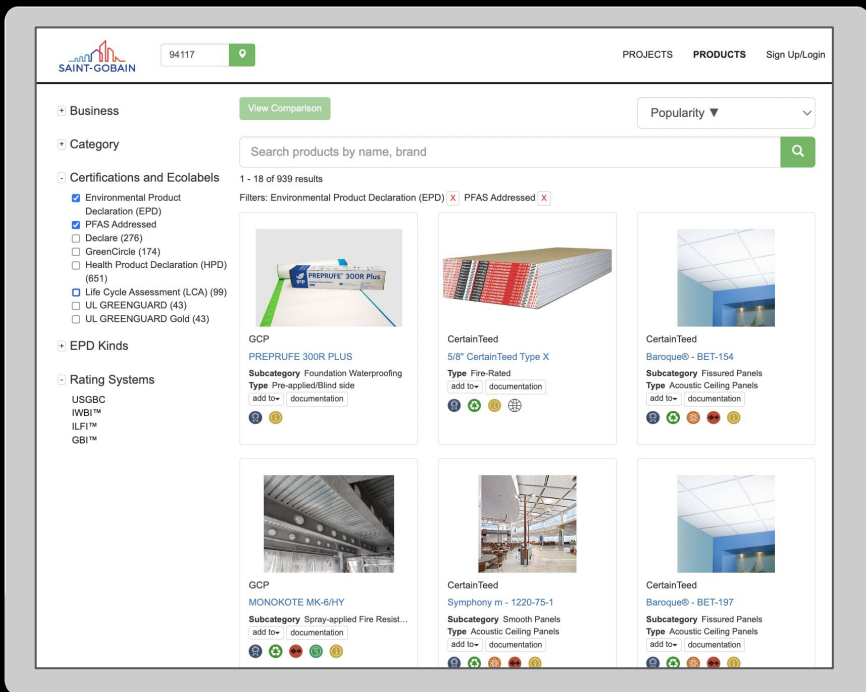 SAINT-GOBAIN
94117
PROJECTS PRODUCTS Sign Up/Login
Business
Category
Certifications and Ecolabels
Environmental Product
Declaration (EPD)
PFAS Addressed
Declare (276)
GreenCircle (174)
Health Product Declaration (HPD)
(651)
Life Cycle Assessment (LCA) (99)
UL GREENGUARD (43)
UL GREENGUARD Gold (43)
EPD Kinds
Rating Systems
USGBC
IWBI™
ILFI™
GBI™
View Comparison
Popularity ▼
Search products by name, brand
1 - 18 of 939 results
Filters: Environmental Product Declaration (EPD) X PFAS Addressed X
gcp PREPRUFE® 300R Plus
GCP
PREPRUFE 300R PLUS
Subcategory Foundation Waterproofing
Type Pre-applied/Blind side
add to documentation
CertainTeed
5/8" CertainTeed Type X
Type Fire-Rated
add to documentation
CertainTeed
Baroque® - BET-154
Subcategory Fissured Panels
Type Acoustic Ceiling Panels
add to documentation
GCP
MONOKOTE MK-6/HY
Subcategory Spray-applied Fire Resist...
add to documentation
CertainTeed
Symphony m - 1220-75-1
Subcategory Smooth Panels
Type Acoustic Ceiling Panels
add to documentation
CertainTeed
Baroque® - BET-197
Subcategory Fissured Panels
Type Acoustic Ceiling Panels
add to documentation